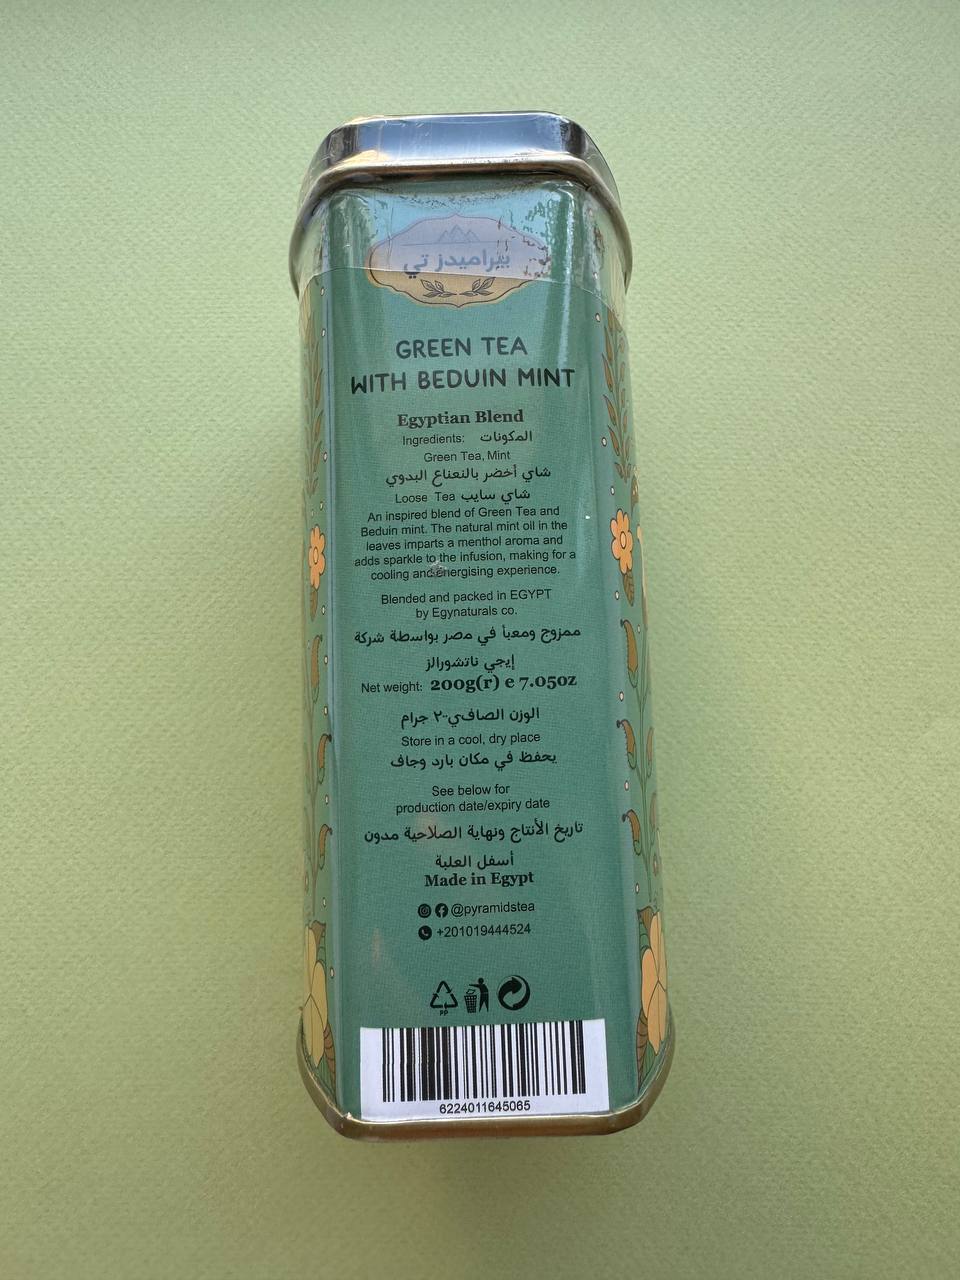 بيراميدز تي
GREEN TEA
WITH BEDUIN MINT
Egyptian Blend
Ingredients: المكونات
Green Tea, Mint
شاي أخضر بالنعناع البدوي
Loose Tea شاي سايب
An inspired blend of Green Tea and
Beduin mint. The natural mint oil in the
leaves imparts a menthol aroma and
adds sparkle to the infusion, making for a
cooling and energising experience.
Blended and packed in EGYPT
by Egynaturals co.
ممزوج ومعبأ في مصر بواسطة شركة
إيجي ناتشورالز
Net weight: 200g(r) e 7.05oz
الوزن الصافي٢٠٠ جرام
Store in a cool, dry place
يحفظ في مكان بارد وجاف
See below for
production date/expiry date
تاريخ الأنتاج ونهاية الصلاحية مدون
أسفل العلبة
Made in Egypt
@pyramidstea
+201019444524
PP
6224011645065